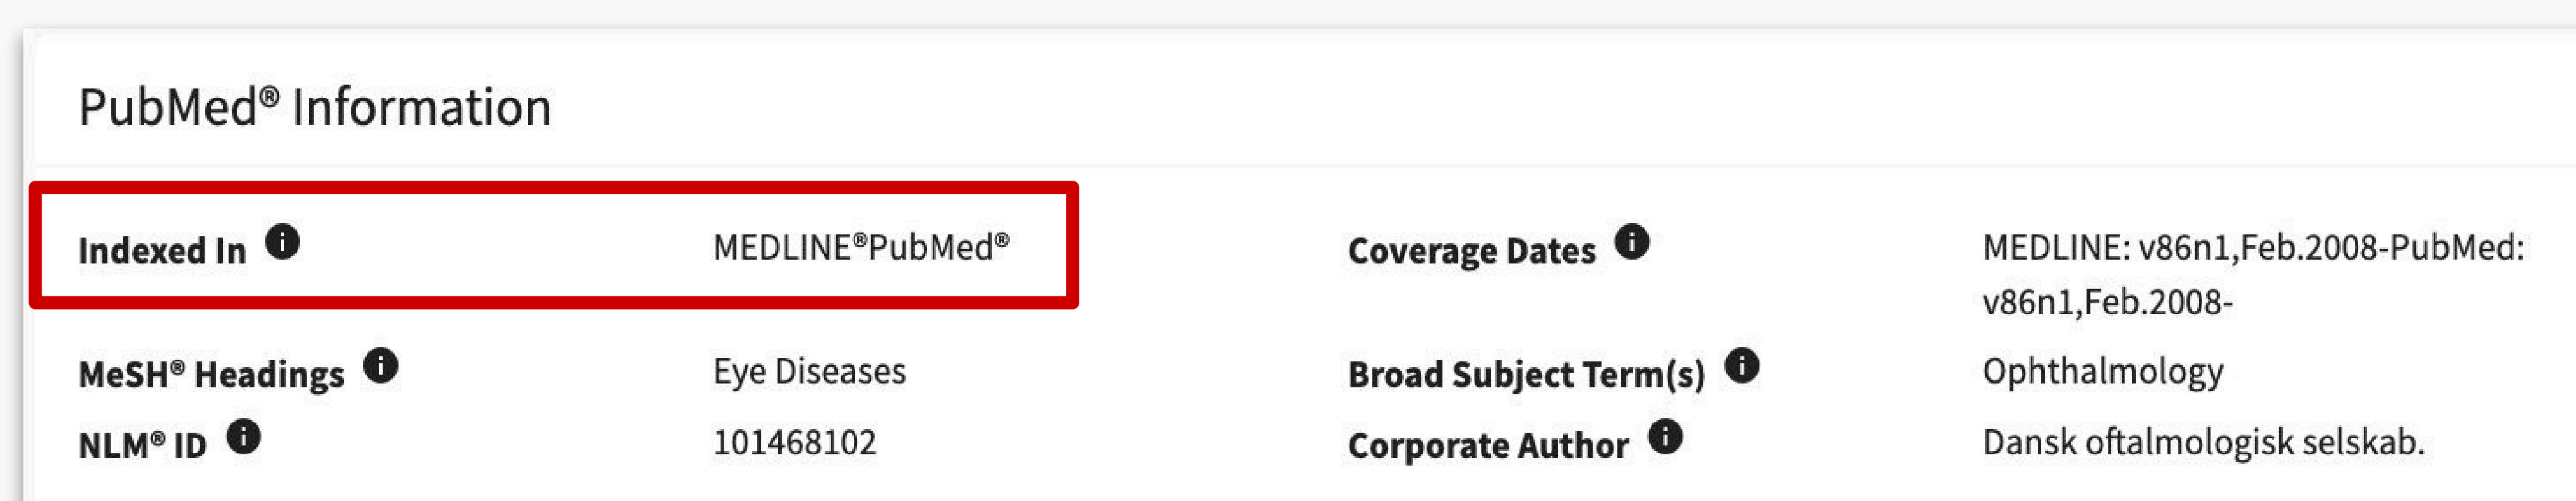 PubMed® Information
Indexed In MEDLINE®PubMed® Coverage Dates MEDLINE: v86n1,Feb.2008-PubMed:
v86n1,Feb.2008-
MeSH® Headings Eye Diseases Broad Subject Term(s) Ophthalmology
NLM® ID 101468102 Corporate Author Dansk oftalmologisk selskab.